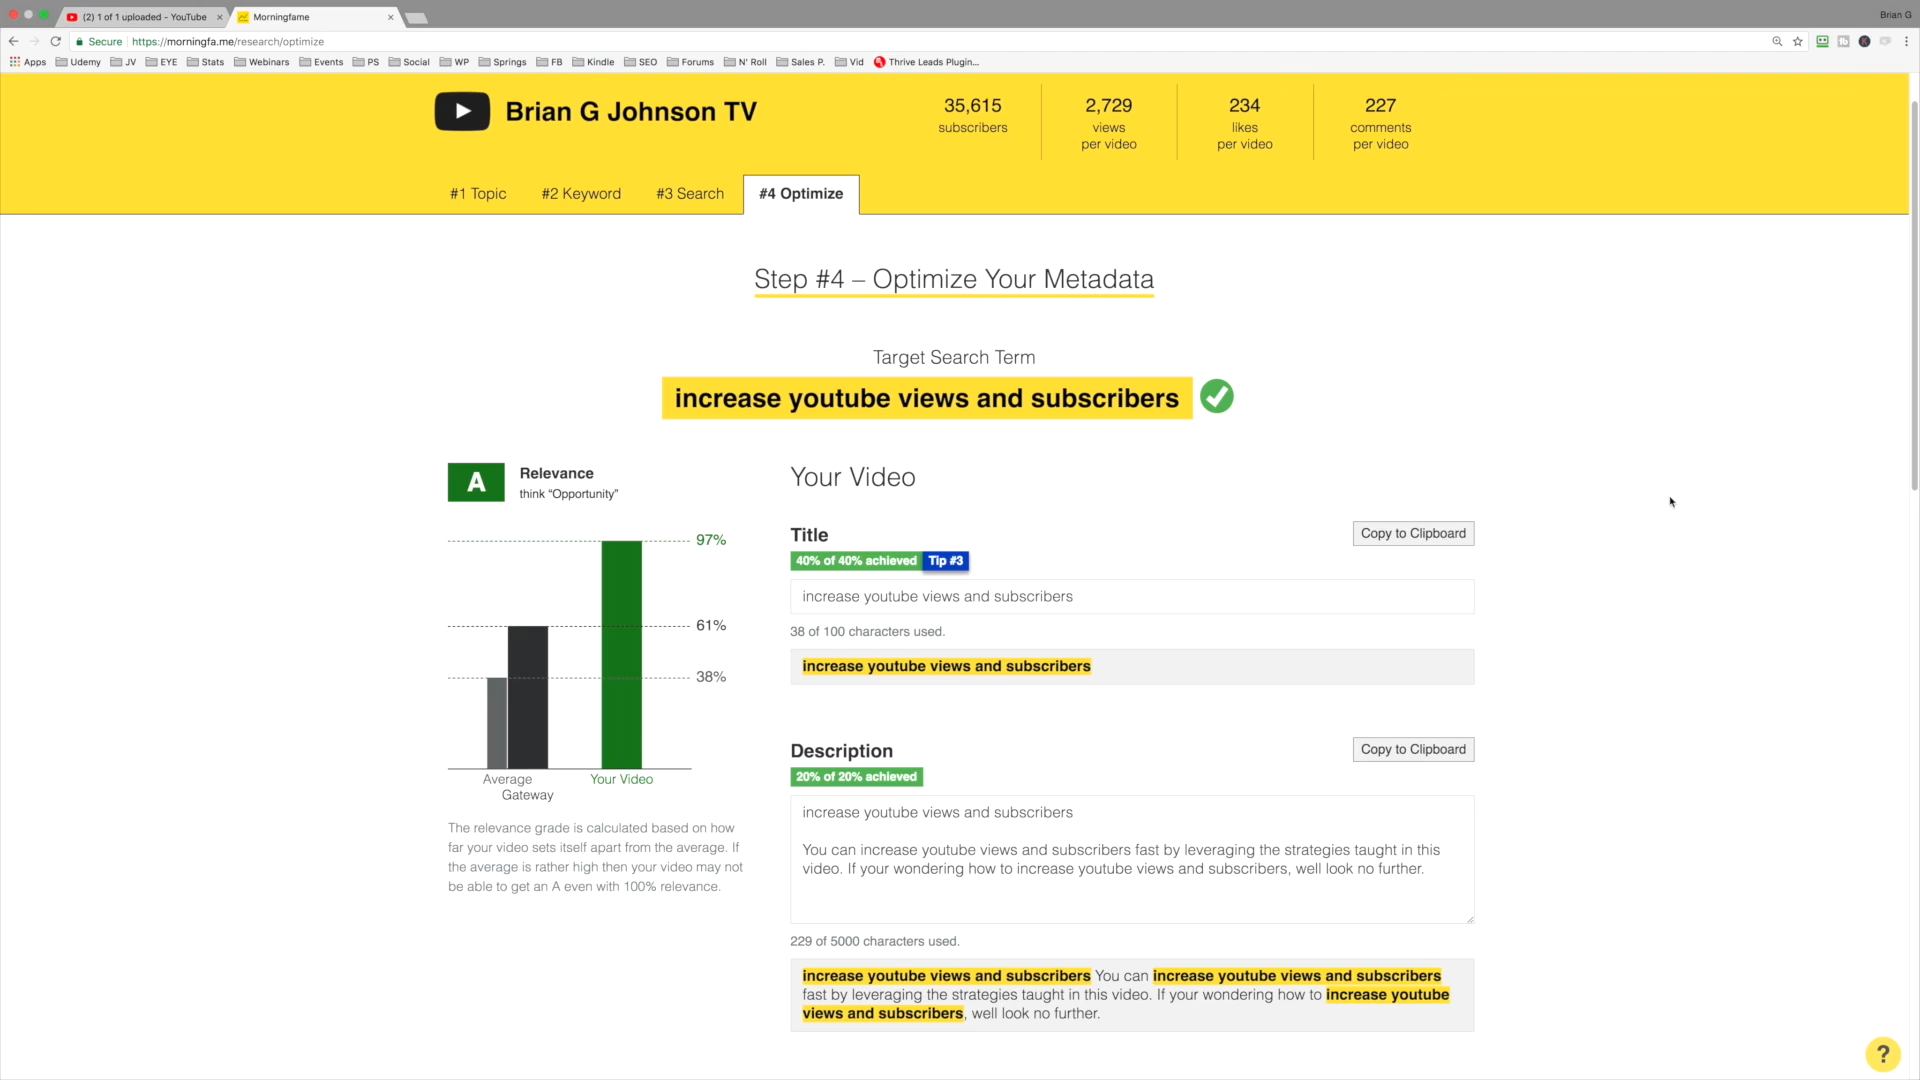 (2) 1 of 1 uploaded - YouTube
Morningfame
Brian G
Secure
https://morningfa.me/research/optimize
Apps
Udemy
JV
EYE
Stats
Webinars
Events
PS
Social
WP
Springs
FB
Kindle
SEO
Forums
N' Roll
Sales P.
Vid
Thrive Leads Plugin...
Brian G Johnson TV
35,615
subscribers
2,729
views
per video
234
likes
per video
227
comments
per video
#1 Topic
#2 Keyword
#3 Search
#4 Optimize
Step #4 – Optimize Your Metadata
Target Search Term
increase youtube views and subscribers
A
Relevance
think “Opportunity”
97%
61%
38%
Average
Gateway
Your Video
The relevance grade is calculated based on how
far your video sets itself apart from the average. If
the average is rather high then your video may not
be able to get an A even with 100% relevance.
Your Video
Title
Copy to Clipboard
40% of 40% achieved
Tip #3
increase youtube views and subscribers
38 of 100 characters used.
increase youtube views and subscribers
Description
Copy to Clipboard
20% of 20% achieved
increase youtube views and subscribers
You can increase youtube views and subscribers fast by leveraging the strategies taught in this
video. If your wondering how to increase youtube views and subscribers, well look no further.
229 of 5000 characters used.
increase youtube views and subscribers You can increase youtube views and subscribers
fast by leveraging the strategies taught in this video. If your wondering how to increase youtube
views and subscribers, well look no further.
?